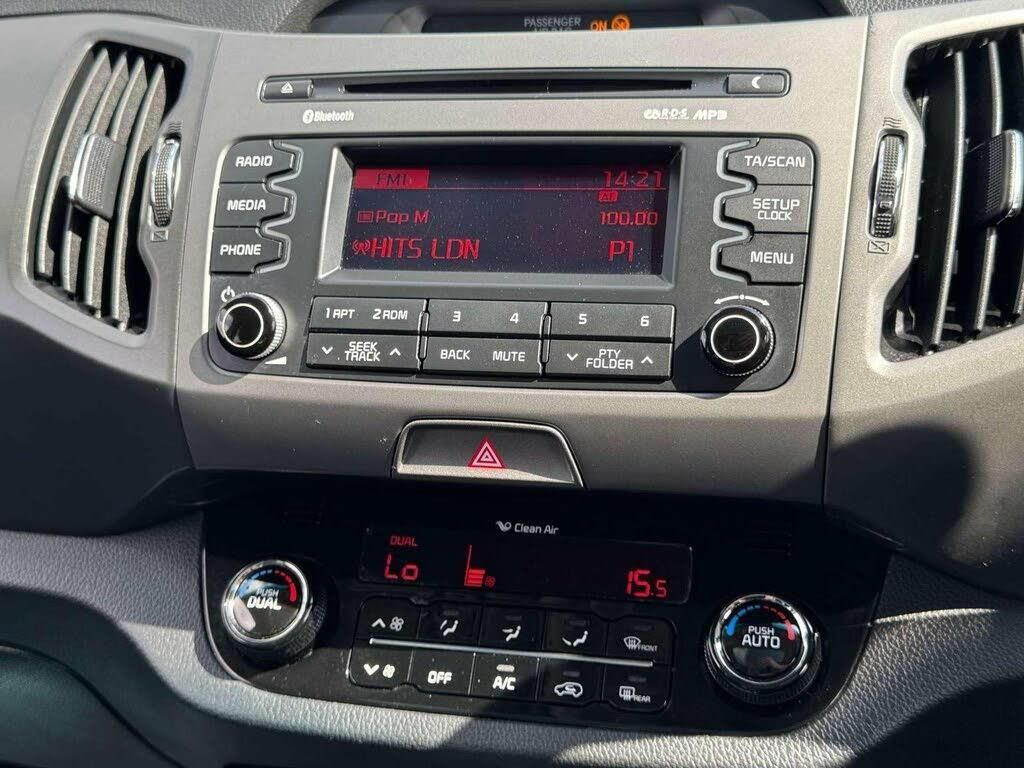 PASSENGER
ON
Bluetooth
R·D·S MP3
RADIO
MEDIA
PHONE
FM1 14:21
AF
Pop M 100.00
HITS LDN P1
TA/SCAN
SETUP
CLOCK
MENU
1 RPT 2 RDM 3 4 5 6
SEEK
TRACK
BACK MUTE
PTY
FOLDER
Clean Air
DUAL
Lo 15.5
PUSH
DUAL
PUSH
AUTO
FRONT
OFF A/C
REAR